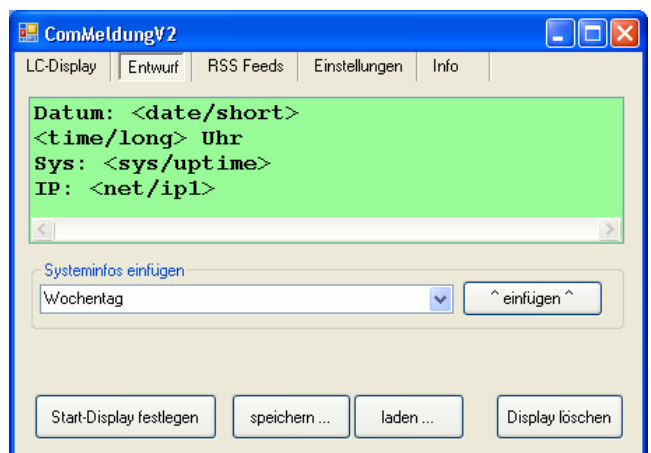 ComMeldungV2
LC-Display Entwurf RSS Feeds Einstellungen Info
Datum: <date/short>
<time/long> Uhr
Sys: <sys/uptime>
IP: <net/ip1>
Systeminfos einfügen
Wochentag ^ einfügen ^
Start-Display festlegen speichern ... laden ... Display löschen